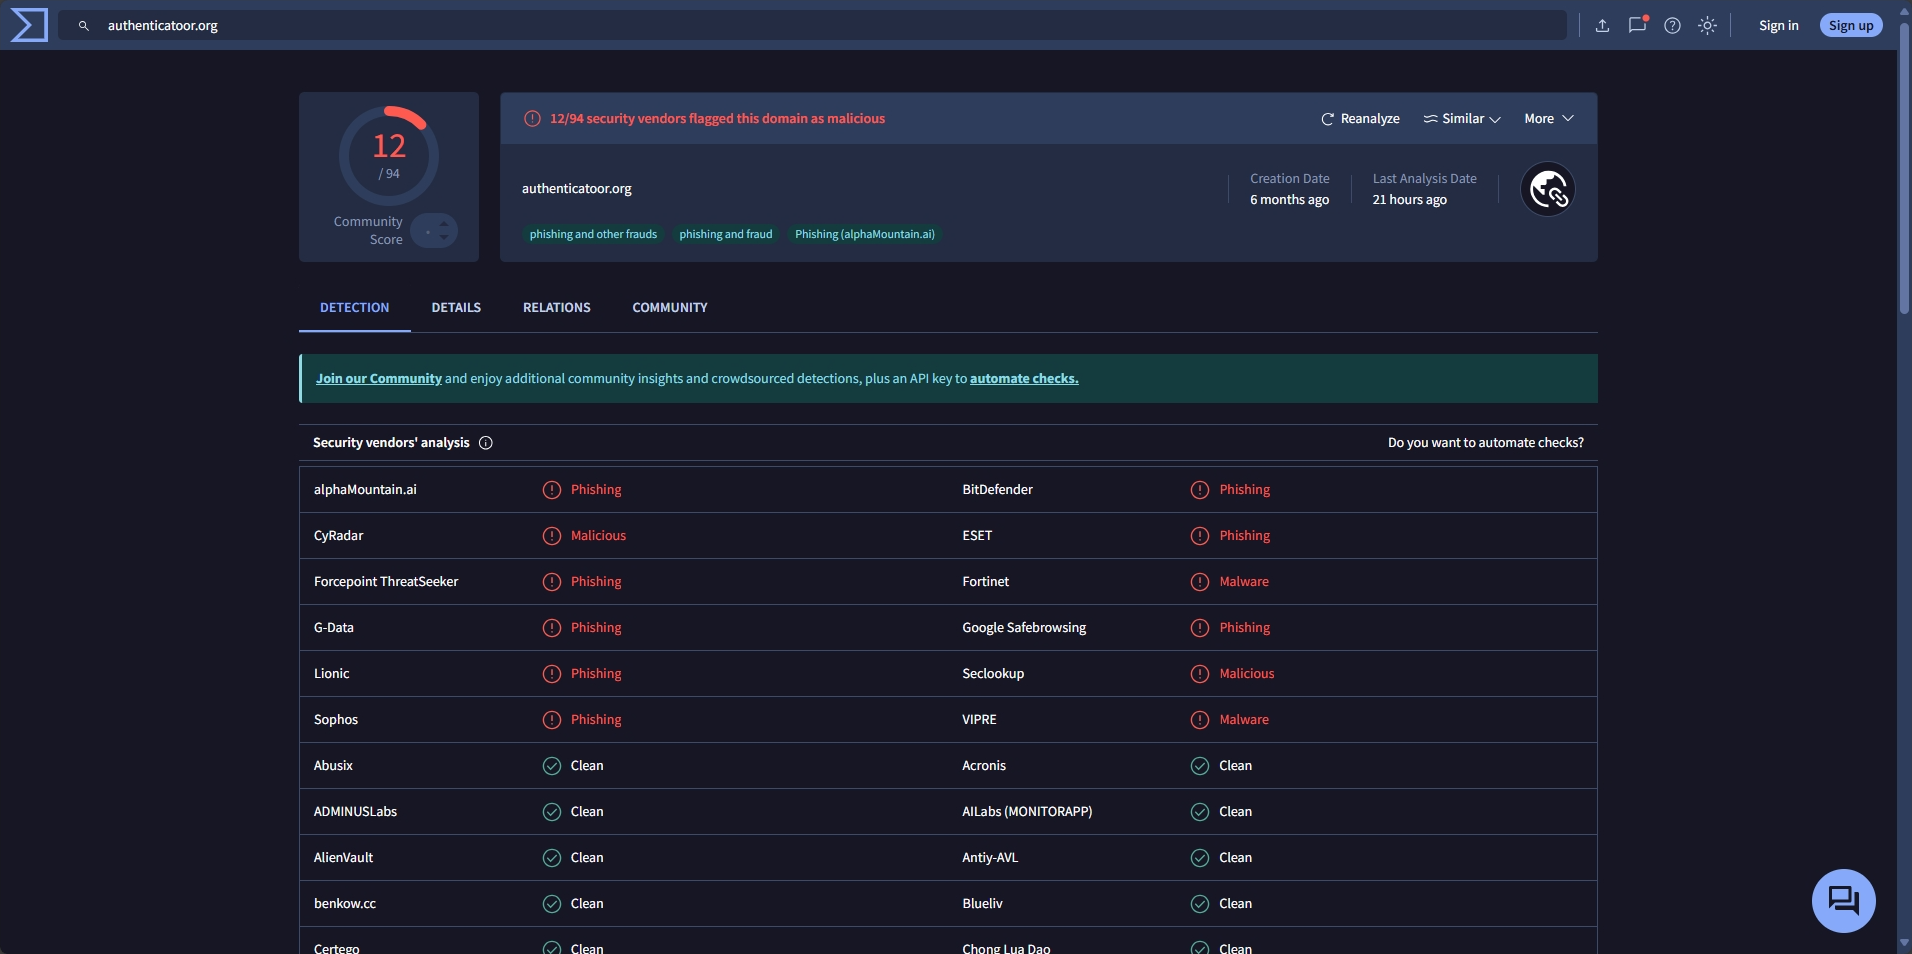 authenticatoor.org
Sign in
Sign up
12
/ 94
Community
Score
12/94 security vendors flagged this domain as malicious
Reanalyze
Similar
More
authenticatoor.org
Creation Date
6 months ago
Last Analysis Date
21 hours ago
phishing and other frauds phishing and fraud Phishing (alphaMountain.ai)
DETECTION DETAILS RELATIONS COMMUNITY
Join our Community and enjoy additional community insights and crowdsourced detections, plus an API key to automate checks.
Security vendors' analysis Do you want to automate checks?
alphaMountain.ai Phishing BitDefender Phishing
CyRadar Malicious ESET Phishing
Forcepoint ThreatSeeker Phishing Fortinet Malware
G-Data Phishing Google Safebrowsing Phishing
Lionic Phishing Seclookup Malicious
Sophos Phishing VIPRE Malware
Abusix Clean Acronis Clean
ADMINUSLabs Clean AILabs (MONITORAPP) Clean
AlienVault Clean Antiy-AVL Clean
benkow.cc Clean Blueliv Clean
Certego Clean Chong Lua Dao Clean